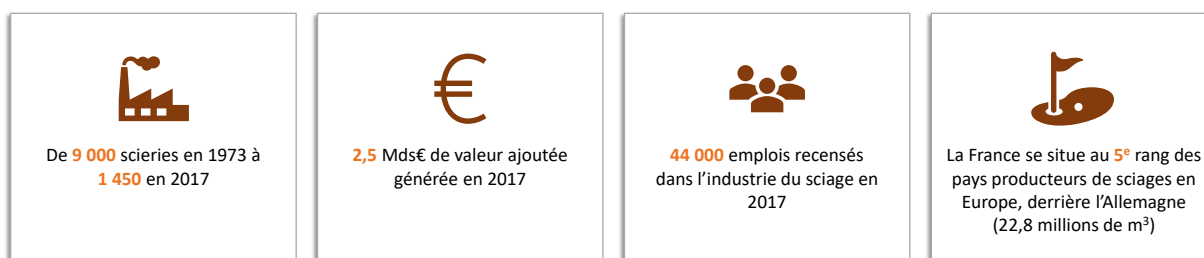 De 9 000 scieries en 1973 à
1 450 en 2017
2,5 Mds€ de valeur ajoutée
générée en 2017
44 000 emplois recensés
dans l’industrie du sciage en
2017
La France se situe au 5e rang des
pays producteurs de sciages en
Europe, derrière l’Allemagne
(22,8 millions de m3)